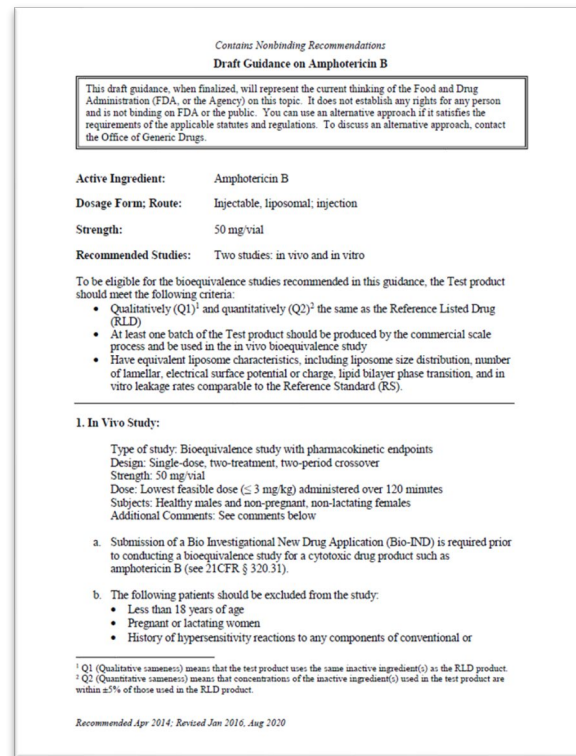 Contains Nonbinding Recommendations
Draft Guidance on Amphotericin B
This draft guidance, when finalized, will represent the current thinking of the Food and Drug
Administration (FDA, or the Agency) on this topic. It does not establish any rights for any person
and is not binding on FDA or the public. You can use an alternative approach if it satisfies the
requirements of the applicable statutes and regulations. To discuss an alternative approach, contact
the Office of Generic Drugs.
Active Ingredient: Amphotericin B
Dosage Form; Route: Injectable, liposomal; injection
Strength: 50 mg/vial
Recommended Studies: Two studies: in vivo and in vitro
To be eligible for the bioequivalence studies recommended in this guidance, the Test product
should meet the following criteria:
• Qualitatively (Q1)¹ and quantitatively (Q2)² the same as the Reference Listed Drug
(RLD)
• At least one batch of the Test product should be produced by the commercial scale
process and be used in the in vivo bioequivalence study
• Have equivalent liposome characteristics, including liposome size distribution, number
of lamellar, electrical surface potential or charge, lipid bilayer phase transition, and in
vitro leakage rates comparable to the Reference Standard (RS).
1. In Vivo Study:
Type of study: Bioequivalence study with pharmacokinetic endpoints
Design: Single-dose, two-treatment, two-period crossover
Strength: 50 mg/vial
Dose: Lowest feasible dose (≤ 3 mg/kg) administered over 120 minutes
Subjects: Healthy males and non-pregnant, non-lactating females
Additional Comments: See comments below
a. Submission of a Bio Investigational New Drug Application (Bio-IND) is required prior
to conducting a bioequivalence study for a cytotoxic drug product such as
amphotericin B (see 21CFR § 320.31).
b. The following patients should be excluded from the study:
• Less than 18 years of age
• Pregnant or lactating women
• History of hypersensitivity reactions to any components of conventional or
¹ Q1 (Qualitative sameness) means that the test product uses the same inactive ingredient(s) as the RLD product.
² Q2 (Quantitative sameness) means that concentrations of the inactive ingredient(s) used in the test product are
within ±5% of those used in the RLD product.
Recommended Apr 2014; Revised Jan 2016, Aug 2020